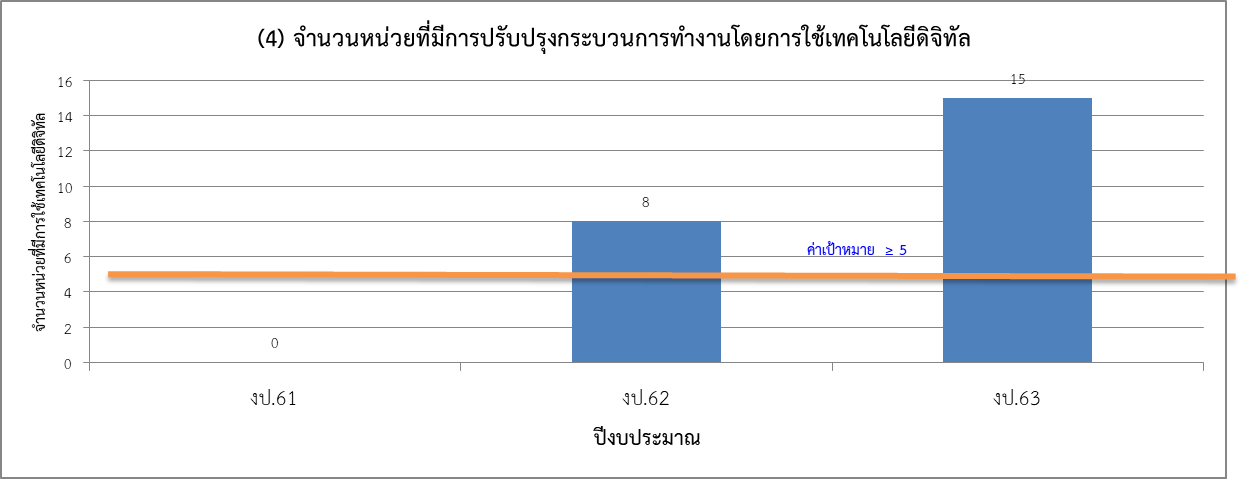 (4) จำนวนหน่วยที่มีการปรับปรุงกระบวนการทำงานโดยการใช้เทคโนโลยีดิจิทัล
จำนวนหน่วยที่มีการใช้เทคโนโลยีดิจิทัล
16
14
12
10
8
6
4
2
0
0
8
15
ค่าเป้าหมาย ≥ 5
งป.61
งป.62
งป.63
ปีงบประมาณ